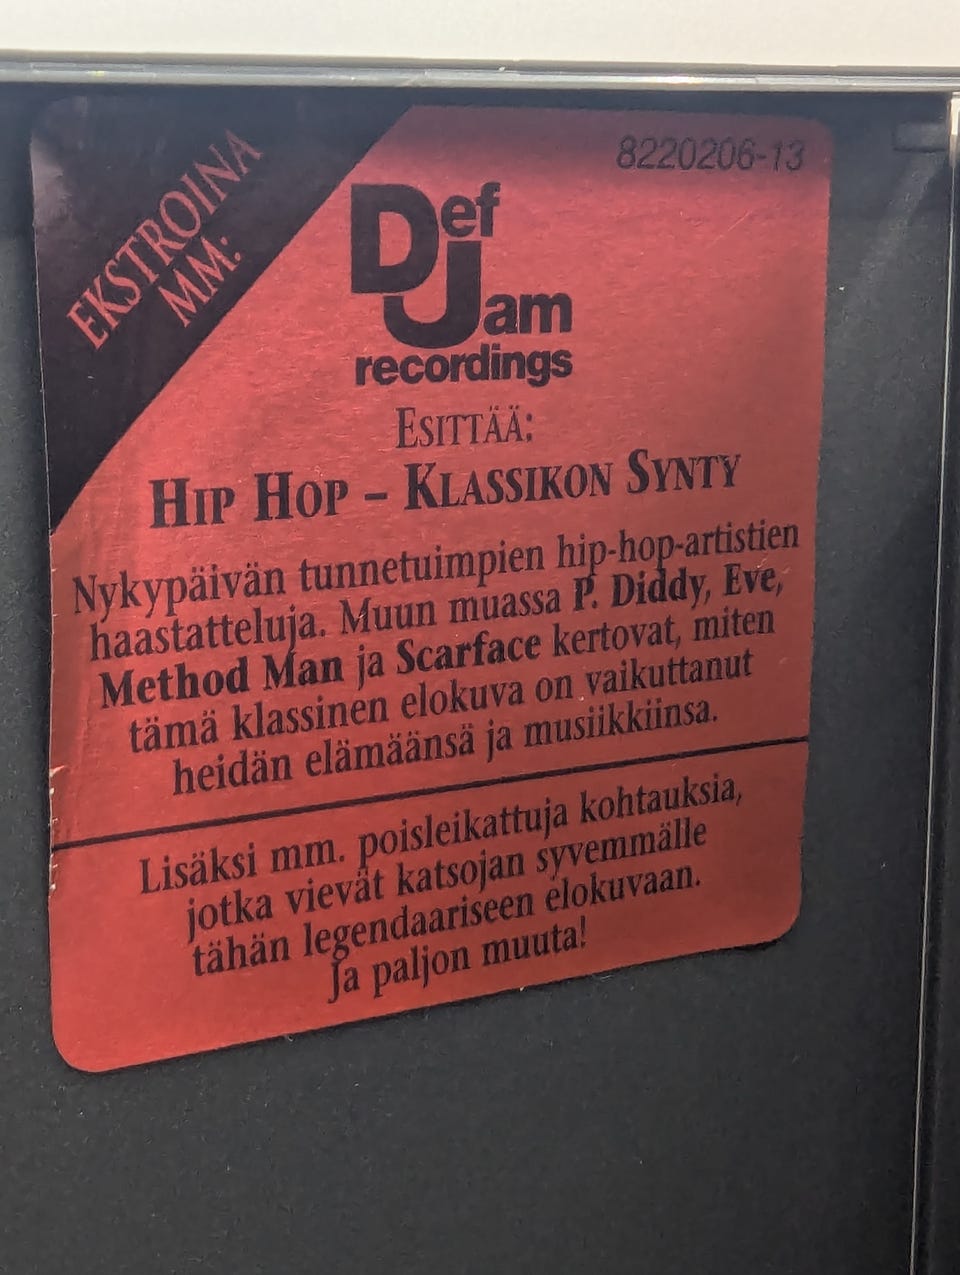 EKSTROINA
MM:
8220206-13
Def
Jam
recordings
ESITTÄÄ:
HIP HOP – KLASSIKON SYNTY
Nykypäivän tunnetuimpien hip-hop-artistien
haastatteluja. Muun muassa P. Diddy, Eve,
Method Man ja Scarface kertovat, miten
tämä klassinen elokuva on vaikuttanut
heidän elämäänsä ja musiikkiinsa.
Lisäksi mm. poisleikattuja kohtauksia,
jotka vievät katsojan syvemmälle
tähän legendaariseen elokuvaan.
Ja paljon muuta!